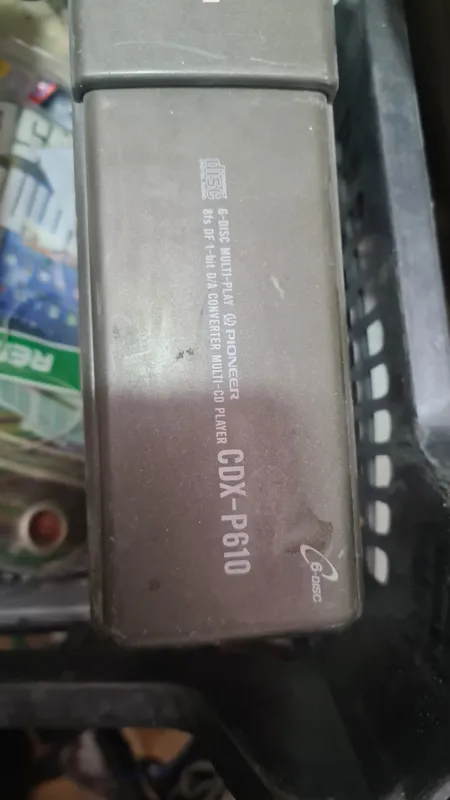 disc
6-DISC MULTI-PLAY PIONEER
8fs DF 1-bit D/A CONVERTER MULTI-CD PLAYER CDX-P610
6-DISC